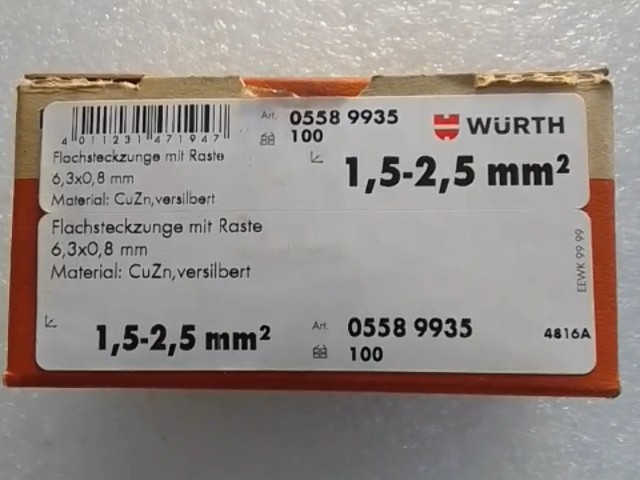 4 011231 471947
Art. 0558 9935
100
WÜRTH
Flachsteckzunge mit Raste
6,3x0,8 mm
Material: CuZn,versilbert
1,5-2,5 mm²
Flachsteckzunge mit Raste
6,3x0,8 mm
Material: CuZn,versilbert
EEWK 99 99
1,5-2,5 mm²
Art. 0558 9935
100
4816A